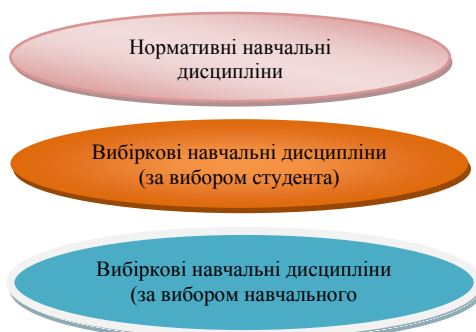 Нормативні навчальні
дисципліни
Вибіркові навчальні дисципліни
(за вибором студента)
Вибіркові навчальні дисципліни
(за вибором навчального